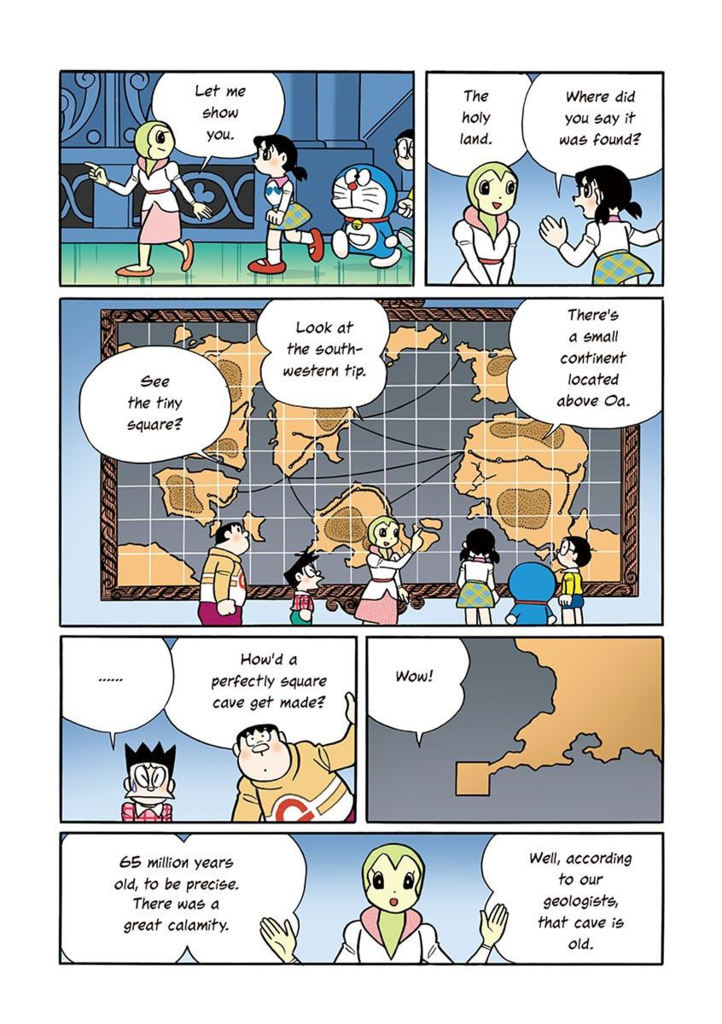 Where did
you say it
was found?
The
holy
land.
Let me
show
you.
There's
a small
continent
located
above Oa.
Look at
the south-
western tip.
See
the tiny
square?
Wow!
How'd a
perfectly square
cave get made?
......
Well, according
to our
geologists,
that cave is
old.
65 million years
old, to be precise.
There was a
great calamity.